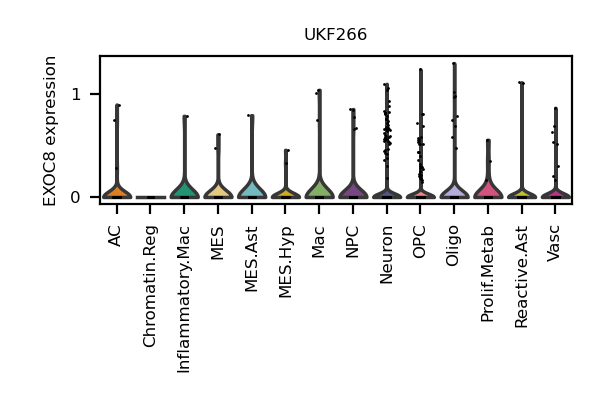 UKF266
EXOC8 expression
1
0
AC
Chromatin.Reg
Inflammatory.Mac
MES
MES.Ast
MES.Hyp
Mac
NPC
Neuron
OPC
Oligo
Prolif.Metab
Reactive.Ast
Vasc